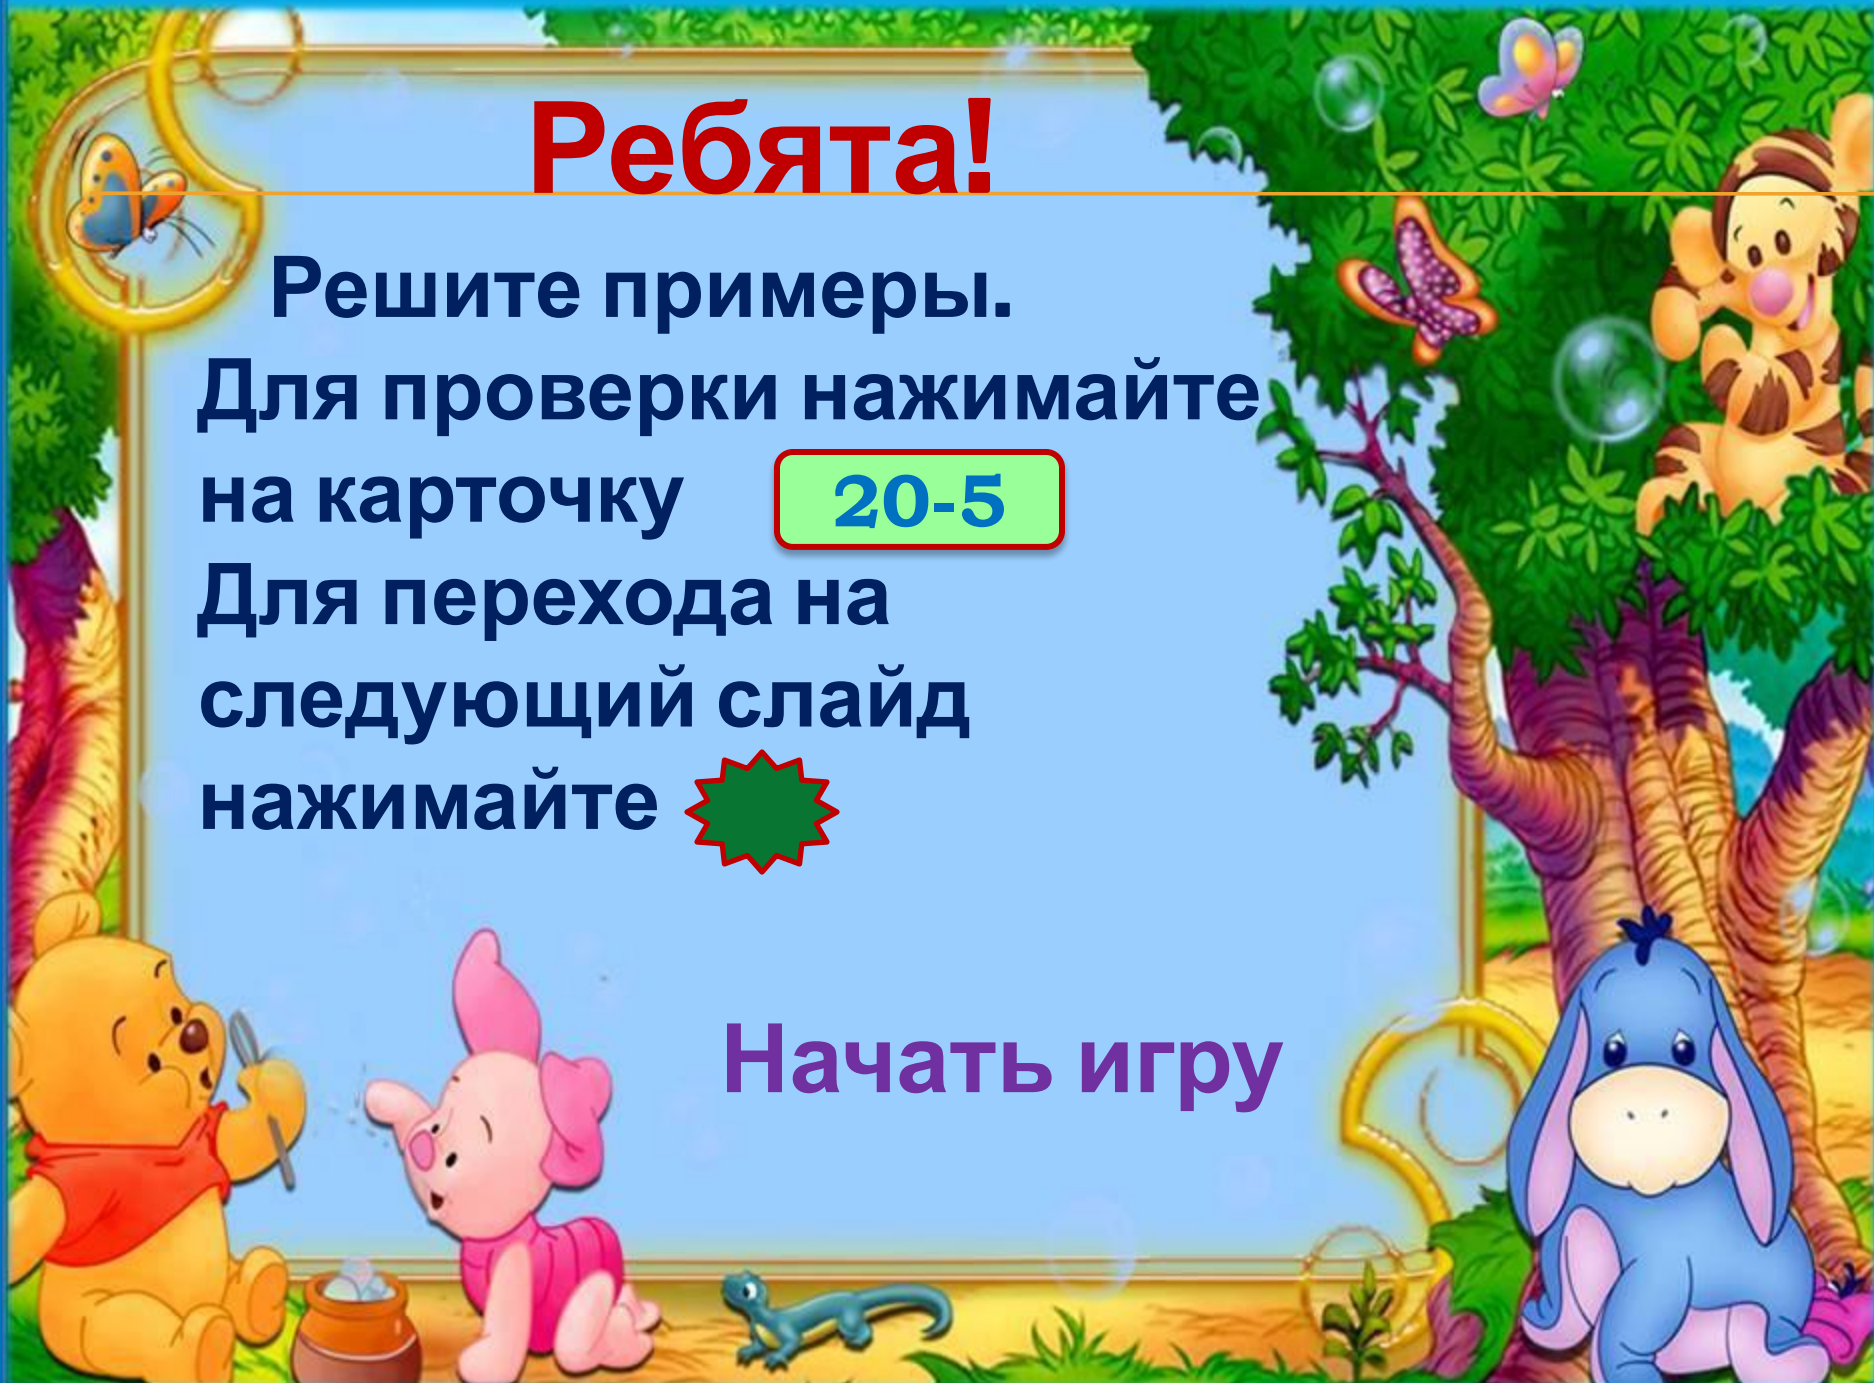 Ребята!
Решите примеры.
Для проверки нажимайте
на карточку 20-5
Для перехода на
следующий слайд
нажимайте
Начать игру